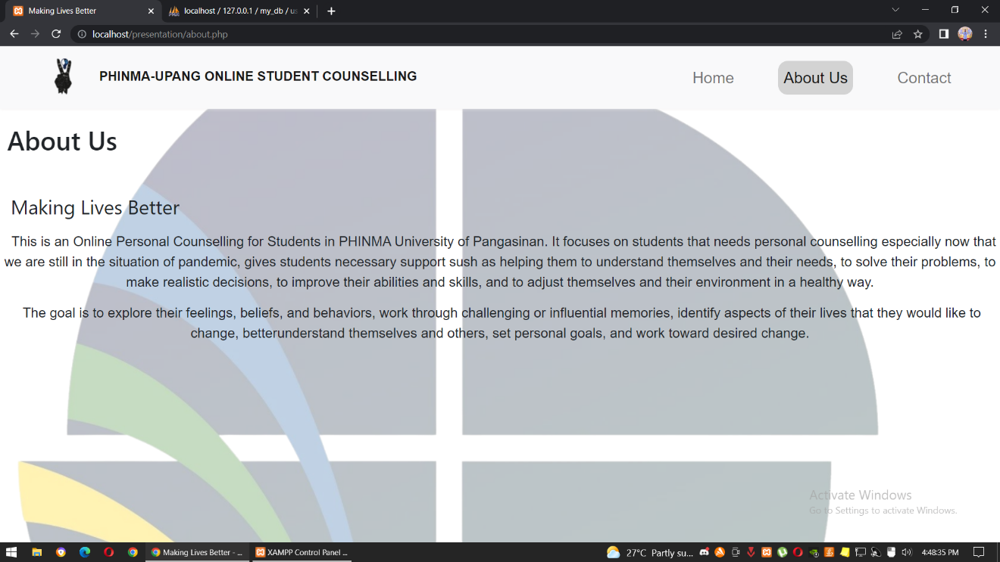 Making Lives Better
localhost / 127.0.0.1 / my_db / us
localhost/presentation/about.php
PHINMA-UPANG ONLINE STUDENT COUNSELLING
Home
About Us
Contact
About Us
Making Lives Better
This is an Online Personal Counselling for Students in PHINMA University of Pangasinan. It focuses on students that needs personal counselling especially now that
we are still in the situation of pandemic, gives students necessary support sush as helping them to understand themselves and their needs, to solve their problems, to
make realistic decisions, to improve their abilities and skills, and to adjust themselves and their environment in a healthy way.
The goal is to explore their feelings, beliefs, and behaviors, work through challenging or influential memories, identify aspects of their lives that they would like to
change, betterunderstand themselves and others, set personal goals, and work toward desired change.
Activate Windows
Go to Settings to activate Windows.
Making Lives Better - ...
XAMPP Control Panel ...
27°C Partly su...
4:48:35 PM